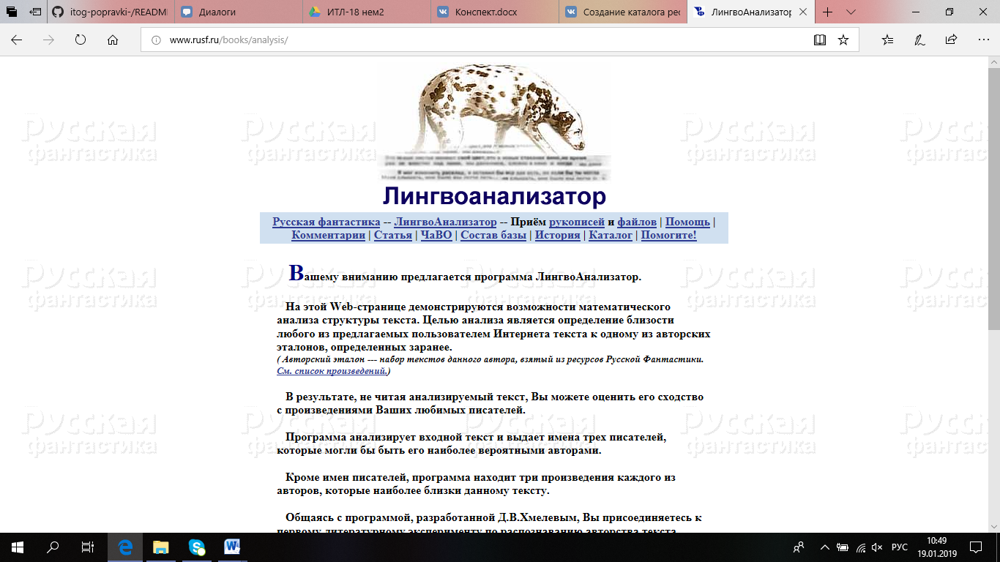 itog-popravki-/READMI
Диалоги
ИТЛ-18 нем2
Конспект.docx
Создание каталога рес
ЛингвоАнализатор
www.rusf.ru/books/analysis/
Лингвоанализатор
Русская фантастика -- ЛингвоАнализатор -- Приём рукописей и файлов | Помощь |
Комментарии | Статья | ЧаВО | Состав базы | История | Каталог | Помогите!
Вашему вниманию предлагается программа ЛингвоАнализатор.
На этой Web-странице демонстрируются возможности математического
анализа структуры текста. Целью анализа является определение близости
любого из предлагаемых пользователем Интернета текста к одному из авторских
эталонов, определенных заранее.
( Авторский эталон --- набор текстов данного автора, взятый из ресурсов Русской Фантастики.
См. список произведений.)
В результате, не читая анализируемый текст, Вы можете оценить его сходство
с произведениями Ваших любимых писателей.
Программа анализирует входной текст и выдает имена трех писателей,
которые могли бы быть его наиболее вероятными авторами.
Кроме имен писателей, программа находит три произведения каждого из
авторов, которые наиболее близки данному тексту.
Общаясь с программой, разработанной Д.В.Хмелевым, Вы присоединяетесь к
первому литературному эксперименту по распознаванию авторства текста
Русская
фантастика
РУС
10:49
19.01.2019